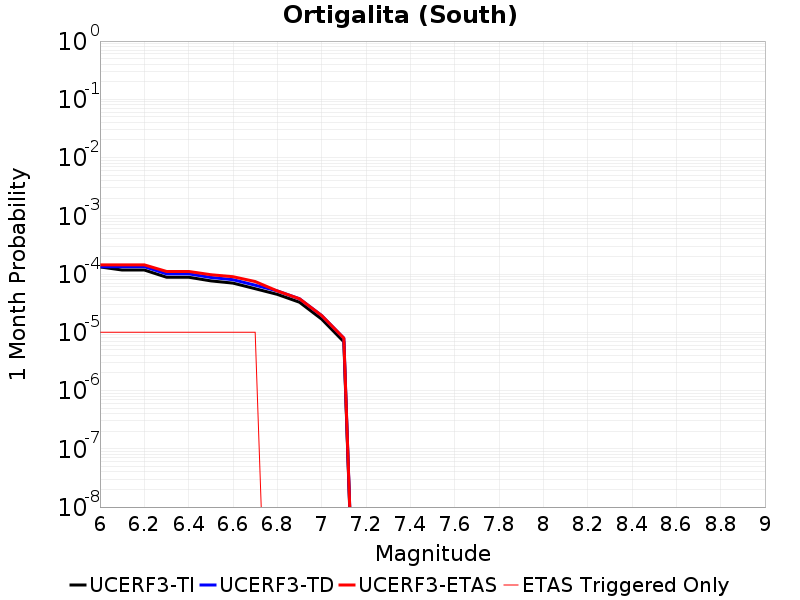 Ortigalita (South)
1 Month Probability
10^0
10^-1
10^-2
10^-3
10^-4
10^-5
10^-6
10^-7
10^-8
6 6.2 6.4 6.6 6.8 7 7.2 7.4 7.6 7.8 8 8.2 8.4 8.6 8.8 9
Magnitude
UCERF3-TI UCERF3-TD UCERF3-ETAS ETAS Triggered Only